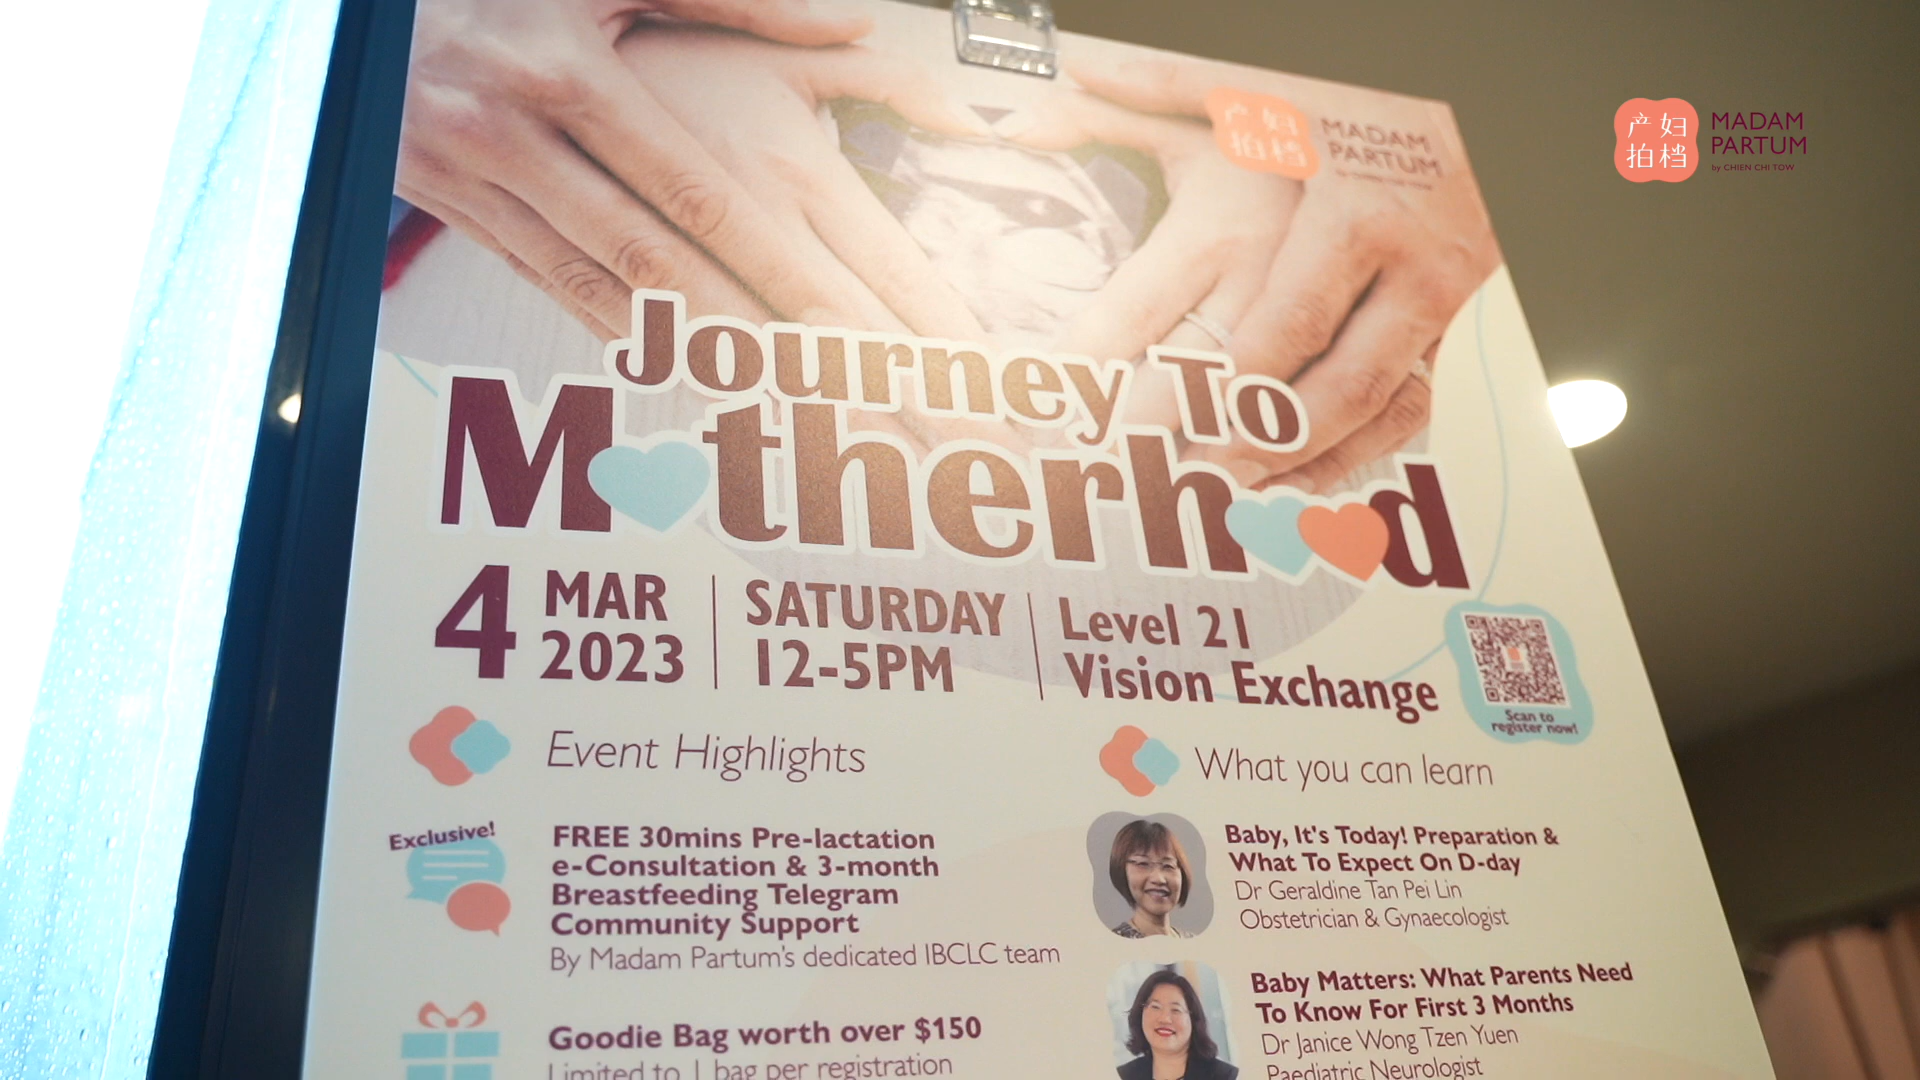 产妇
拍档
MADAM
PARTUM
by CHIEN CHI TOW
产妇
拍档
MADAM
PARTUM
Journey To
Motherhood
4 MAR
2023
SATURDAY
12-5PM
Level 21
Vision Exchange
Scan to
register now!
Event Highlights
Exclusive!
FREE 30mins Pre-lactation
e-Consultation & 3-month
Breastfeeding Telegram
Community Support
By Madam Partum's dedicated IBCLC team
Goodie Bag worth over $150
Limited to 1 bag per registration
What you can learn
Baby, It's Today! Preparation &
What To Expect On D-day
Dr Geraldine Tan Pei Lin
Obstetrician & Gynaecologist
Baby Matters: What Parents Need
To Know For First 3 Months
Dr Janice Wong Tzen Yuen
Paediatric Neurologist